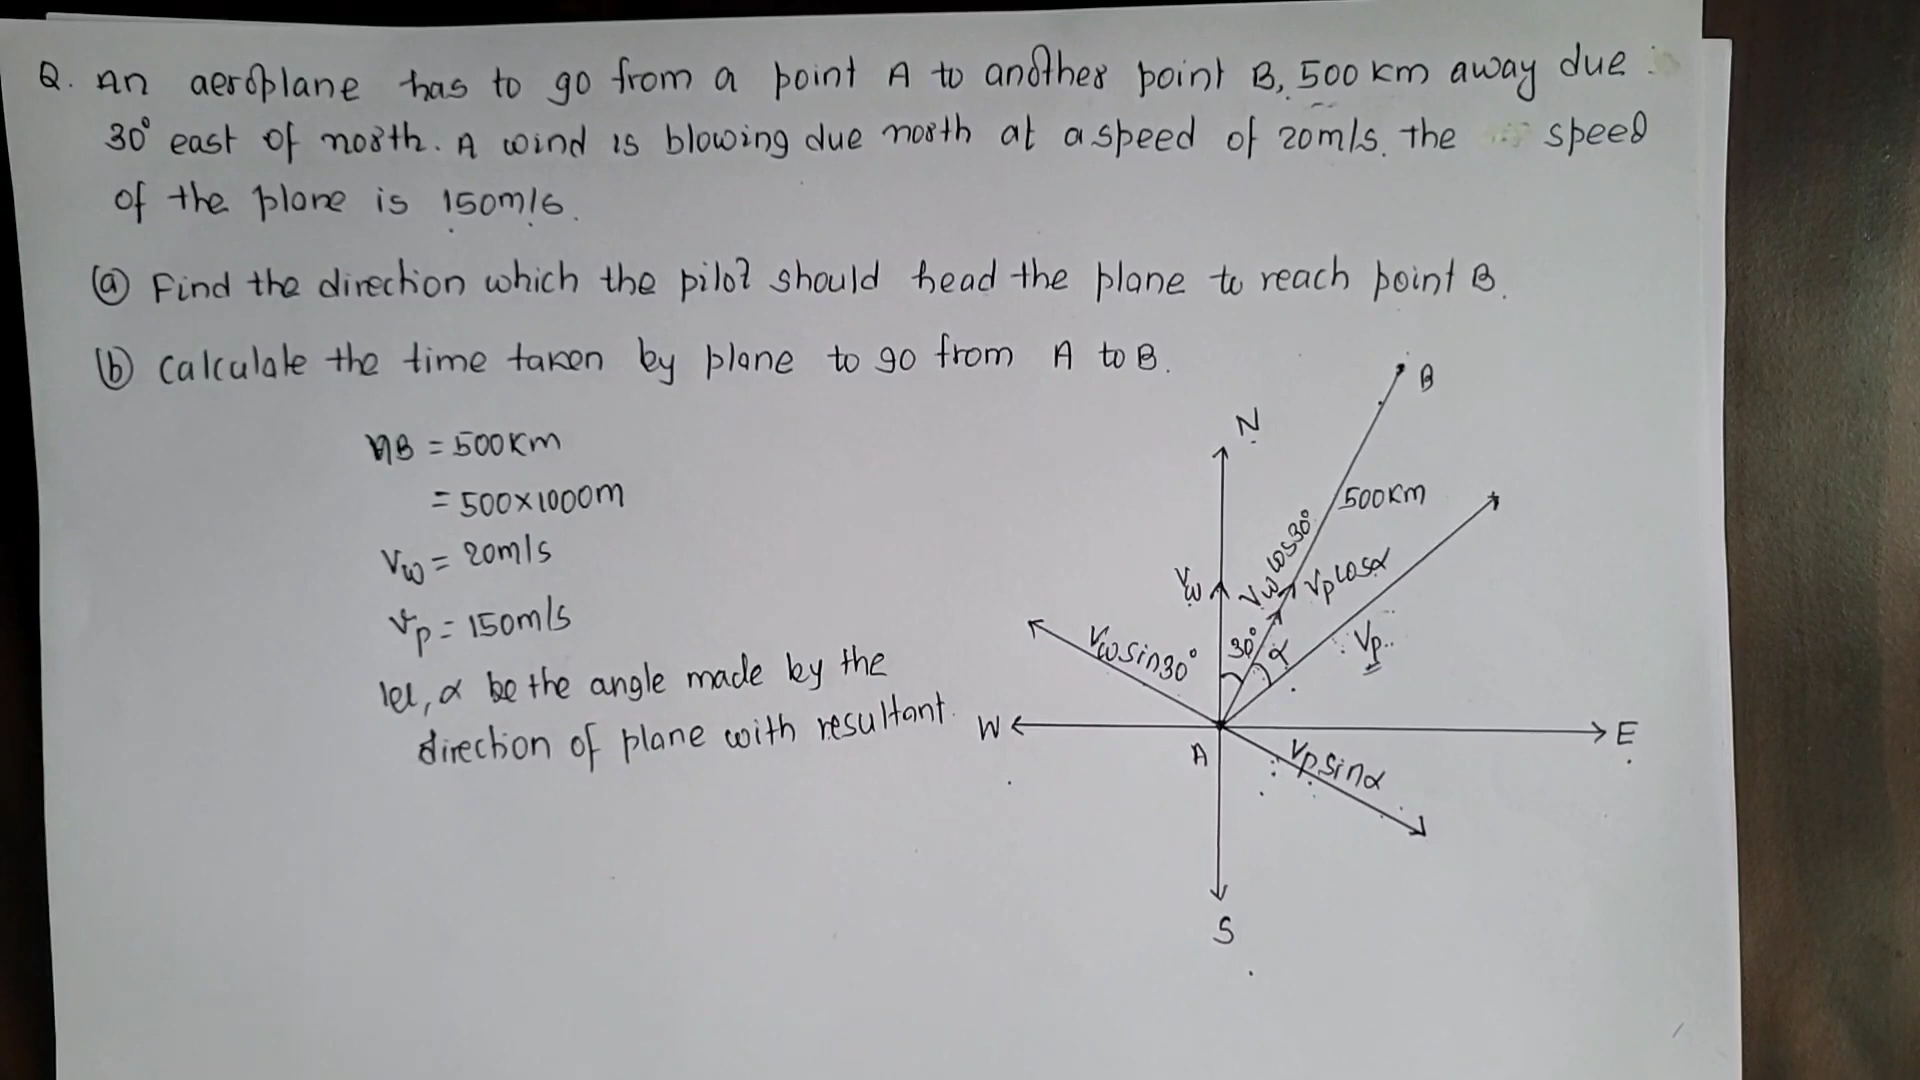 Q. An aeroplane has to go from a point A to another point B, 500 km away due
30° east of north. A wind is blowing due north at a speed of 20m/s. the speed
of the plane is 150m/s.
(a) Find the direction which the pilot should head the plane to reach point B.
(b) Calculate the time taken by plane to go from A to B.
AB = 500km
= 500×1000m
Vw = 20m/s
Vp = 150m/s
let, α be the angle made by the
direction of plane with resultant.
B
N
500km
Vw cos30°
Vp cosα
Vw
Vw sin30°
30°
α
Vp
W
A
E
Vp sinα
S